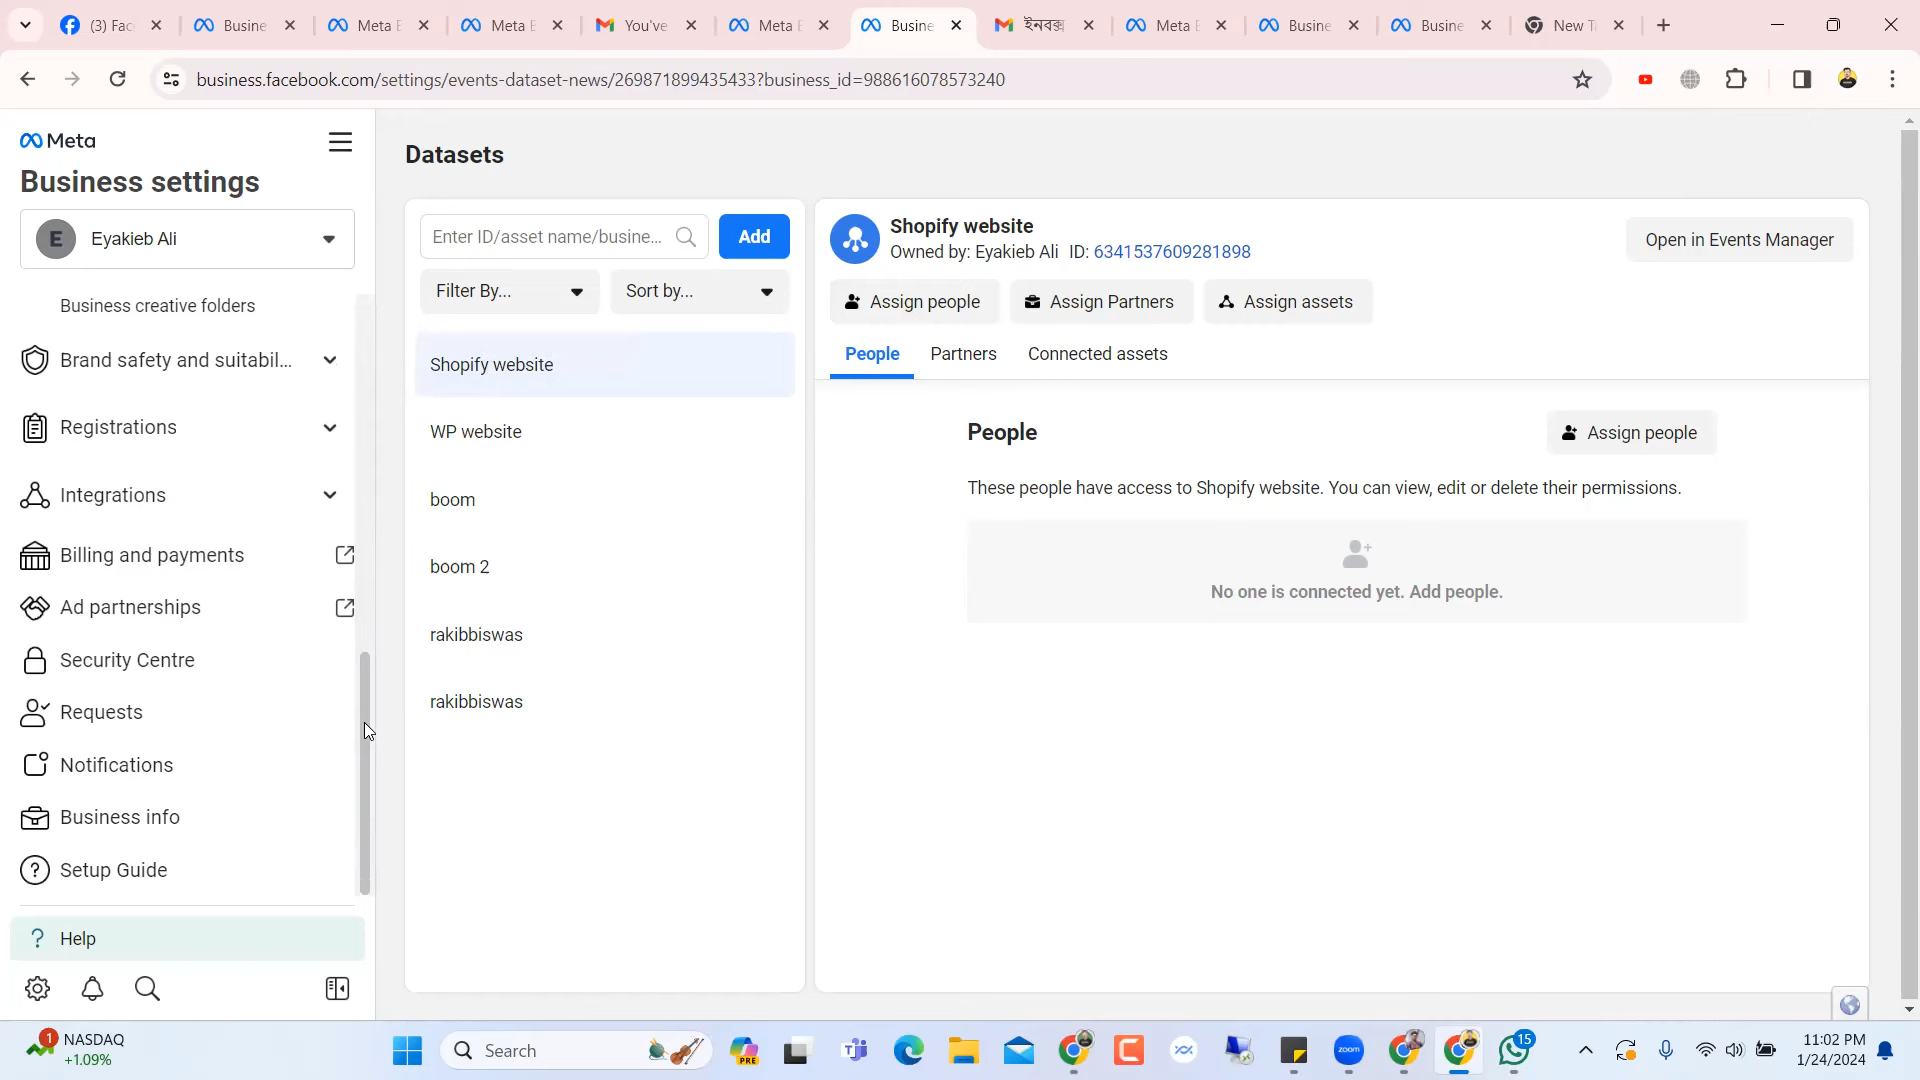 (3) Fac
Busine
Meta E
Meta E
You've
Meta E
Busine
ইনবক্স
Meta E
Busine
Busine
New T
business.facebook.com/settings/events-dataset-news/269871899435433?business_id=988616078573240
Meta
Business settings
E
Eyakieb Ali
Business creative folders
Brand safety and suitabil...
Registrations
Integrations
Billing and payments
Ad partnerships
Security Centre
Requests
Notifications
Business info
Setup Guide
? Help
Datasets
Enter ID/asset name/busine...
Add
Filter By...
Sort by...
Shopify website
WP website
boom
boom 2
rakibbiswas
rakibbiswas
Shopify website
Owned by: Eyakieb Ali ID: 6341537609281898
Open in Events Manager
Assign people
Assign Partners
Assign assets
People
Partners
Connected assets
People
Assign people
These people have access to Shopify website. You can view, edit or delete their permissions.
No one is connected yet. Add people.
1
NASDAQ
+1.09%
Search
PRE
zoom
15
11:02 PM
1/24/2024